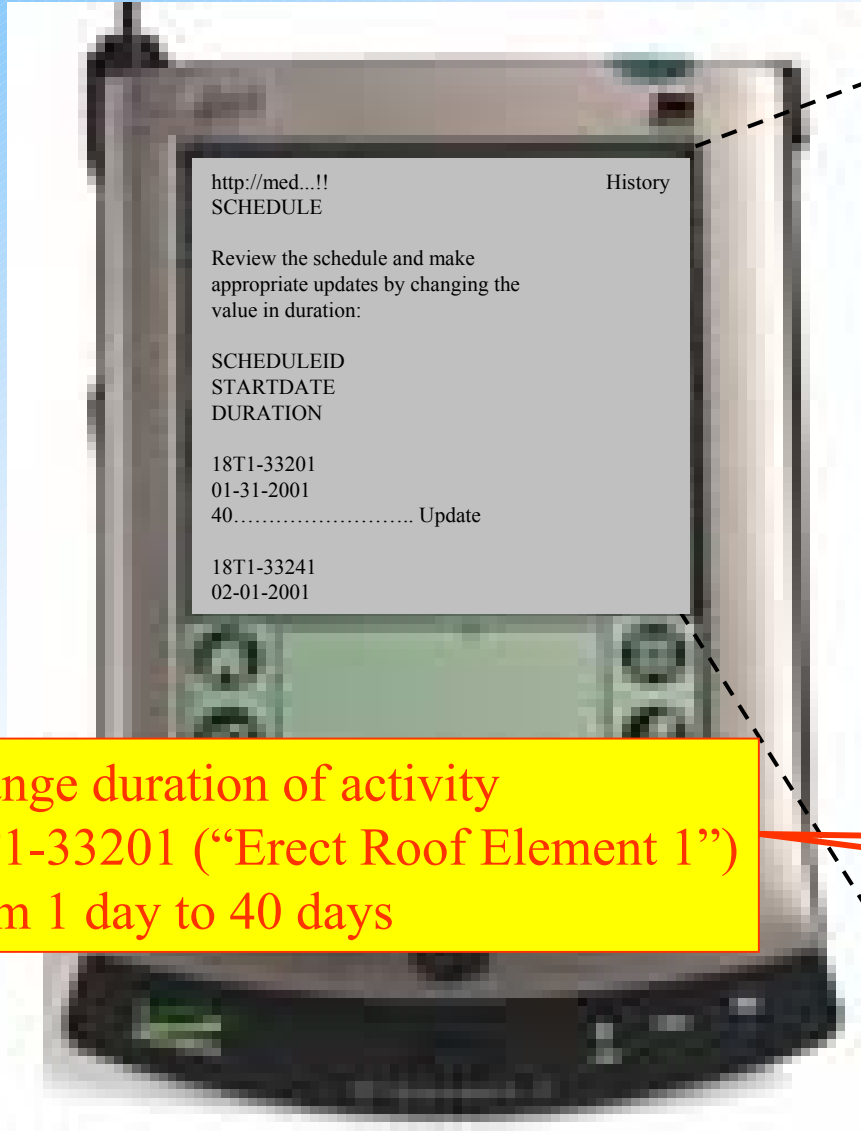 http://med...!! History
SCHEDULE
Review the schedule and make
appropriate updates by changing the
value in duration:
SCHEDULEID
STARTDATE
DURATION
18T1-33201
01-31-2001
40…………………….. Update
18T1-33241
02-01-2001
ange duration of activity
1-33201 (“Erect Roof Element 1”)
m 1 day to 40 days